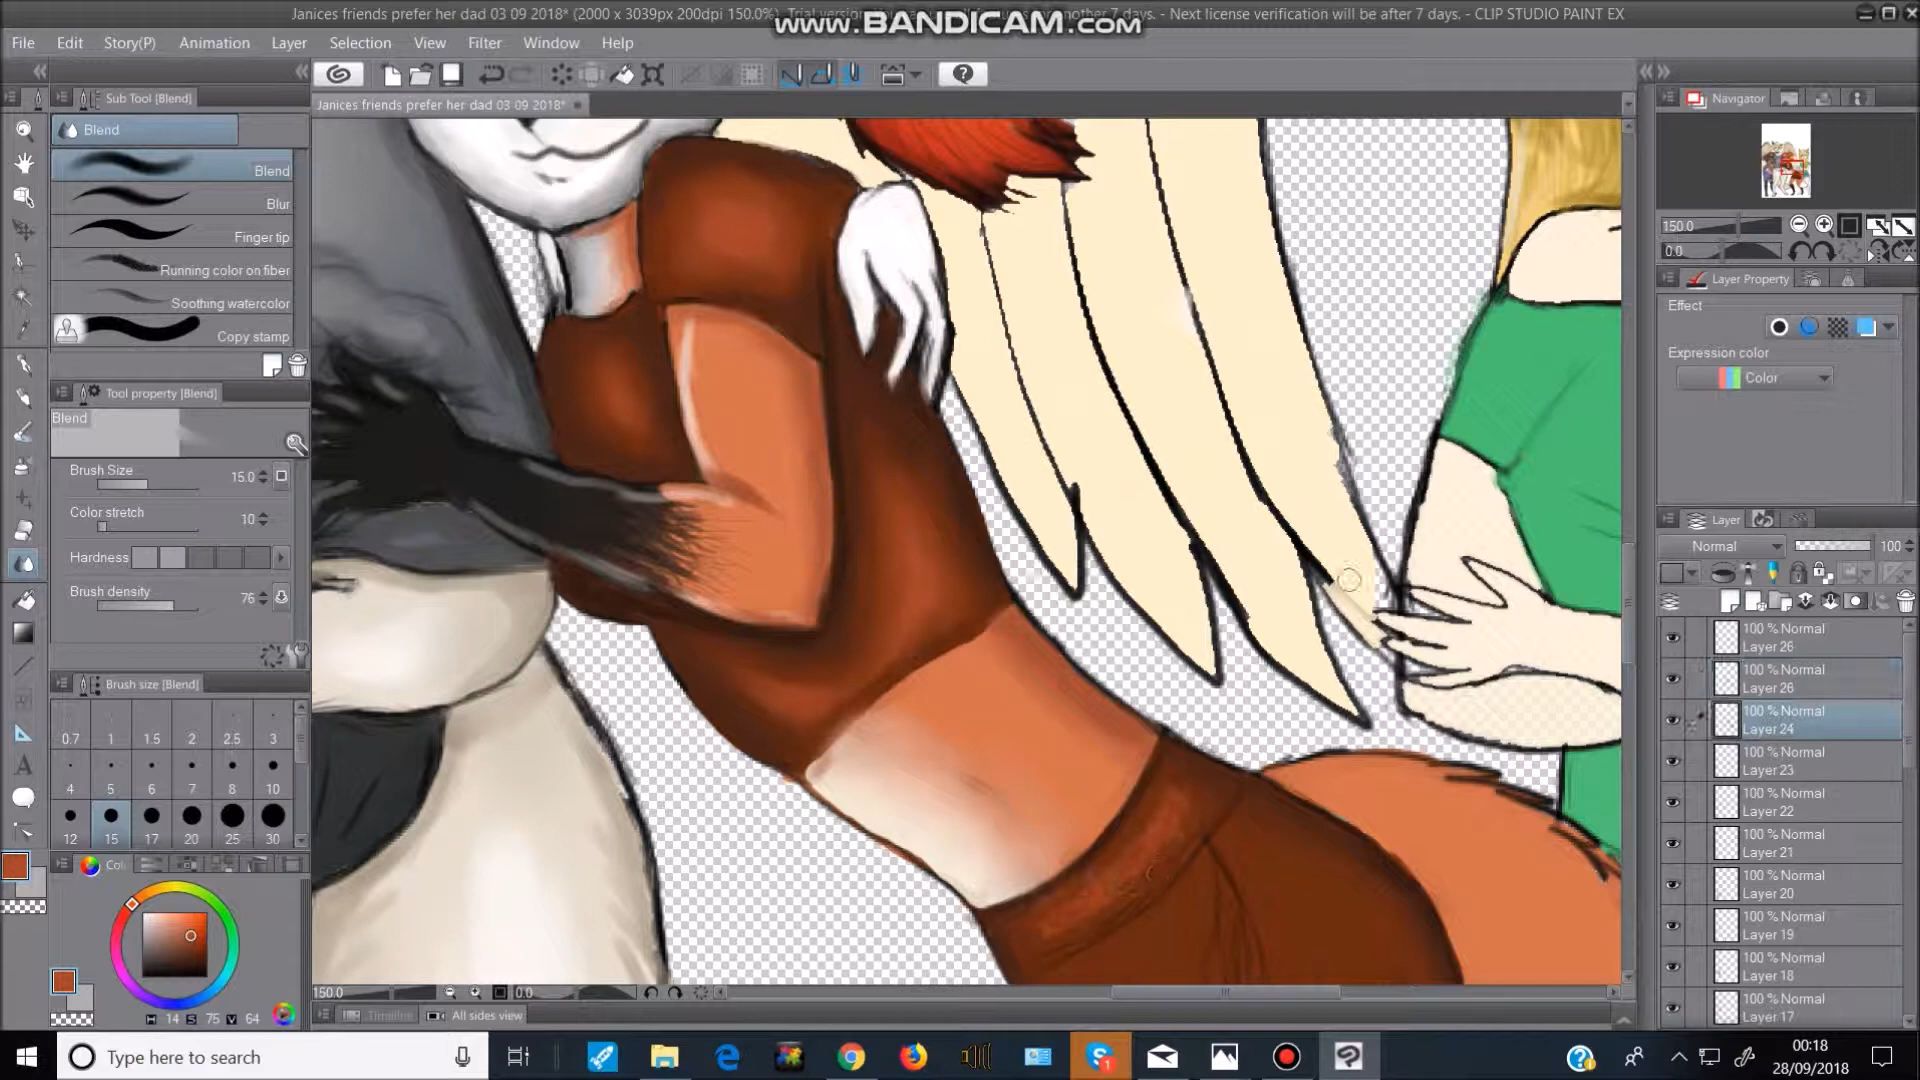 Janices friends prefer her dad 03 09 2018* (2000 x 3039px 200dpi 150.0%)
7 days. - Next license verification will be after 7 days. - CLIP STUDIO PAINT EX
www.BANDICAM.com
File Edit Story(P) Animation Layer Selection View Filter Window Help
Sub Tool [Blend]
Janices friends prefer her dad 03 09 2018*
Navigator
Blend
Blend
Blur
Finger tip
Running color on fiber
Soothing watercolor
Copy stamp
150.0
0.0
Layer Property
Effect
Expression color
Color
Tool property [Blend]
Blend
Brush Size 15.0
Color stretch 10
Hardness
Brush density 76
Layer
Normal 100
100 % Normal
Layer 26
100 % Normal
Layer 26
100 % Normal
Layer 24
100 % Normal
Layer 23
100 % Normal
Layer 22
100 % Normal
Layer 21
100 % Normal
Layer 20
100 % Normal
Layer 19
100 % Normal
Layer 18
100 % Normal
Layer 17
Brush size [Blend]
0.7 1 1.5 2 2.5 3
4 5 6 7 8 10
12 15 17 20 25 30
H 14 S 75 V 64
150.0 0.0
Timeline All sides view
Type here to search
1
00:18
28/09/2018